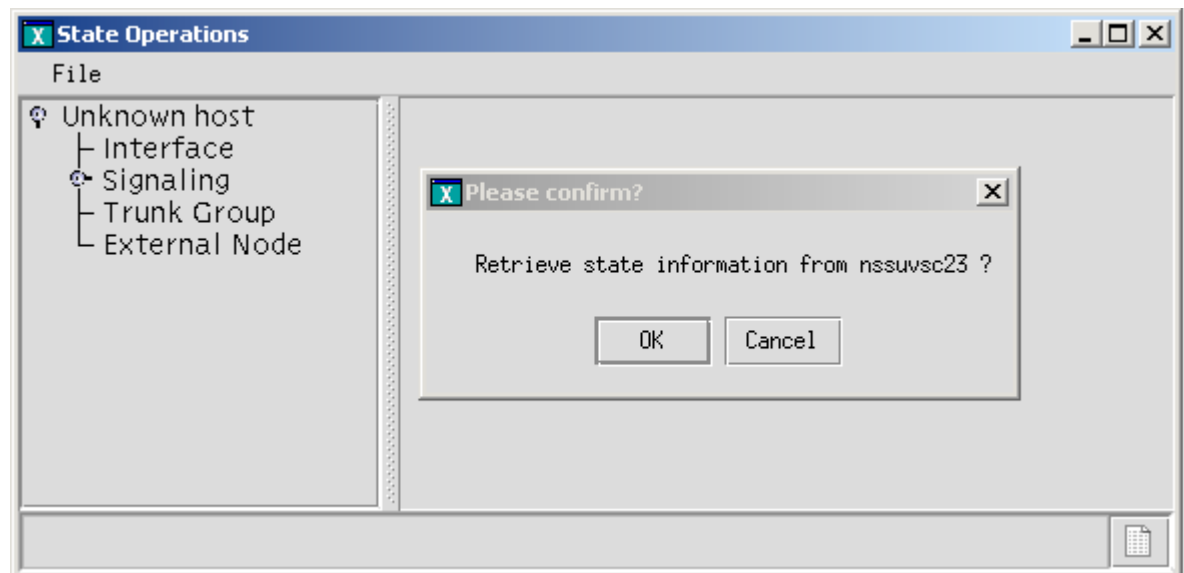 State Operations
File
Unknown host
Interface
Signaling
Trunk Group
External Node
Please confirm?
Retrieve state information from nssuvsc23 ?
OK
Cancel